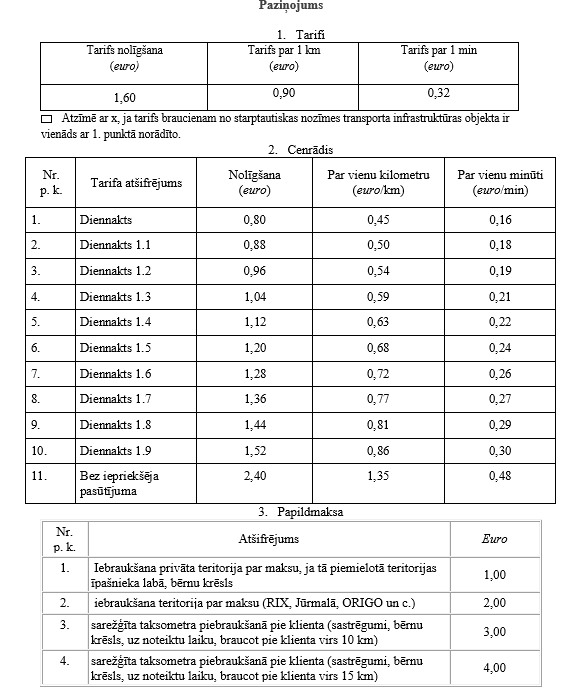 Paziņojums
1. Tarifi
Tarifs nolīgšana Tarifs par 1 km Tarifs par 1 min
(euro) (euro) (euro)
1,60 0,90 0,32
Atzīmē ar x, ja tarifs braucienam no starptautiskas nozīmes transporta infrastruktūras objekta ir
vienāds ar 1. punktā norādīto.
2. Cenrādis
Nr. p. k. Tarifa atšifrējums Nolīgšana (euro) Par vienu kilometru (euro/km) Par vienu minūti (euro/min)
1. Diennakts 0,80 0,45 0,16
2. Diennakts 1.1 0,88 0,50 0,18
3. Diennakts 1.2 0,96 0,54 0,19
4. Diennakts 1.3 1,04 0,59 0,21
5. Diennakts 1.4 1,12 0,63 0,22
6. Diennakts 1.5 1,20 0,68 0,24
7. Diennakts 1.6 1,28 0,72 0,26
8. Diennakts 1.7 1,36 0,77 0,27
9. Diennakts 1.8 1,44 0,81 0,29
10. Diennakts 1.9 1,52 0,86 0,30
11. Bez iepriekšēja 2,40 1,35 0,48
pasūtījuma
3. Papildmaksa
Nr. p. k. Atšifrējums Euro
1. Iebraukšana privāta teritorija par maksu, ja tā piemielotā teritorijas
īpašnieka labā, bērnu krēsls 1,00
2. iebraukšana teritorija par maksu (RIX, Jūrmalā, ORIGO un c.) 2,00
3. sarežģīta taksometra piebraukšanā pie klienta (sastrēgumi, bērnu
krēsls, uz noteiktu laiku, braucot pie klienta virs 10 km) 3,00
4. sarežģīta taksometra piebraukšanā pie klienta (sastrēgumi, bērnu
krēsls, uz noteiktu laiku, braucot pie klienta virs 15 km) 4,00